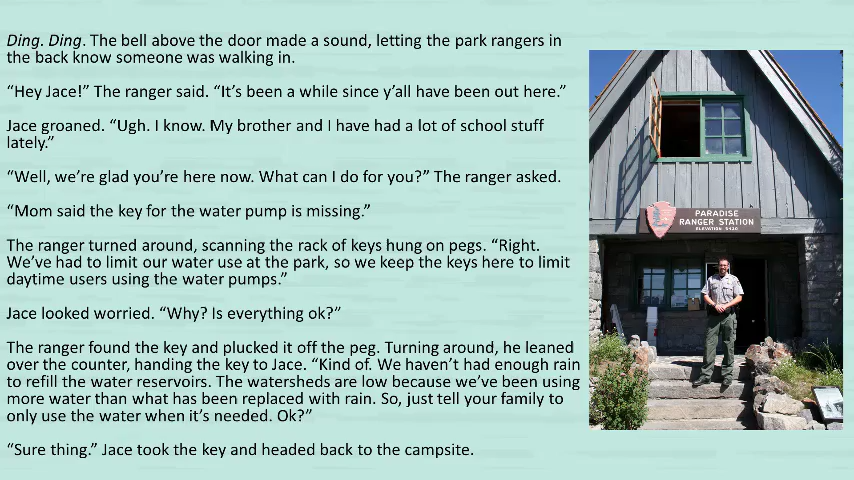 Ding. Ding. The bell above the door made a sound, letting the park rangers in
the back know someone was walking in.
“Hey Jace!” The ranger said. “It’s been a while since y’all have been out here.”
Jace groaned. “Ugh. I know. My brother and I have had a lot of school stuff
lately.”
“Well, we’re glad you’re here now. What can I do for you?” The ranger asked.
“Mom said the key for the water pump is missing.”
The ranger turned around, scanning the rack of keys hung on pegs. “Right.
We’ve had to limit our water use at the park, so we keep the keys here to limit
daytime users using the water pumps.”
Jace looked worried. “Why? Is everything ok?”
The ranger found the key and plucked it off the peg. Turning around, he leaned
over the counter, handing the key to Jace. “Kind of. We haven’t had enough rain
to refill the water reservoirs. The watersheds are low because we’ve been using
more water than what has been replaced with rain. So, just tell your family to
only use the water when it’s needed. Ok?”
“Sure thing.” Jace took the key and headed back to the campsite.
PARADISE
RANGER STATION